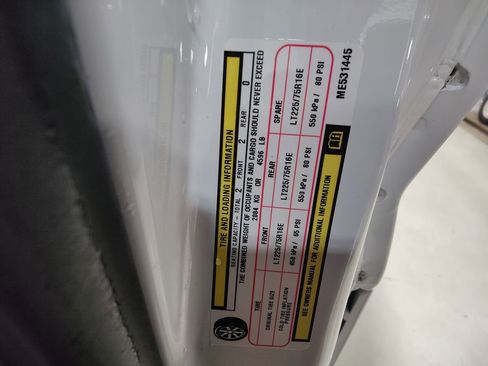 TIRE AND LOADING INFORMATION
SEATING CAPACITY - TOTAL 2 FRONT 2 REAR 0
THE COMBINED WEIGHT OF OCCUPANTS AND CARGO SHOULD NEVER EXCEED
2084 KG OR 4596 LB
TIRE FRONT REAR SPARE
ORIGINAL TIRE SIZE LT225/75R16E LT225/75R16E LT225/75R16E
COLD TIRE INFLATION PRESSURE 450 kPa / 65 PSI 550 kPa / 80 PSI 550 kPa / 80 PSI
SEE OWNERS MANUAL FOR ADDITIONAL INFORMATION
ME531445